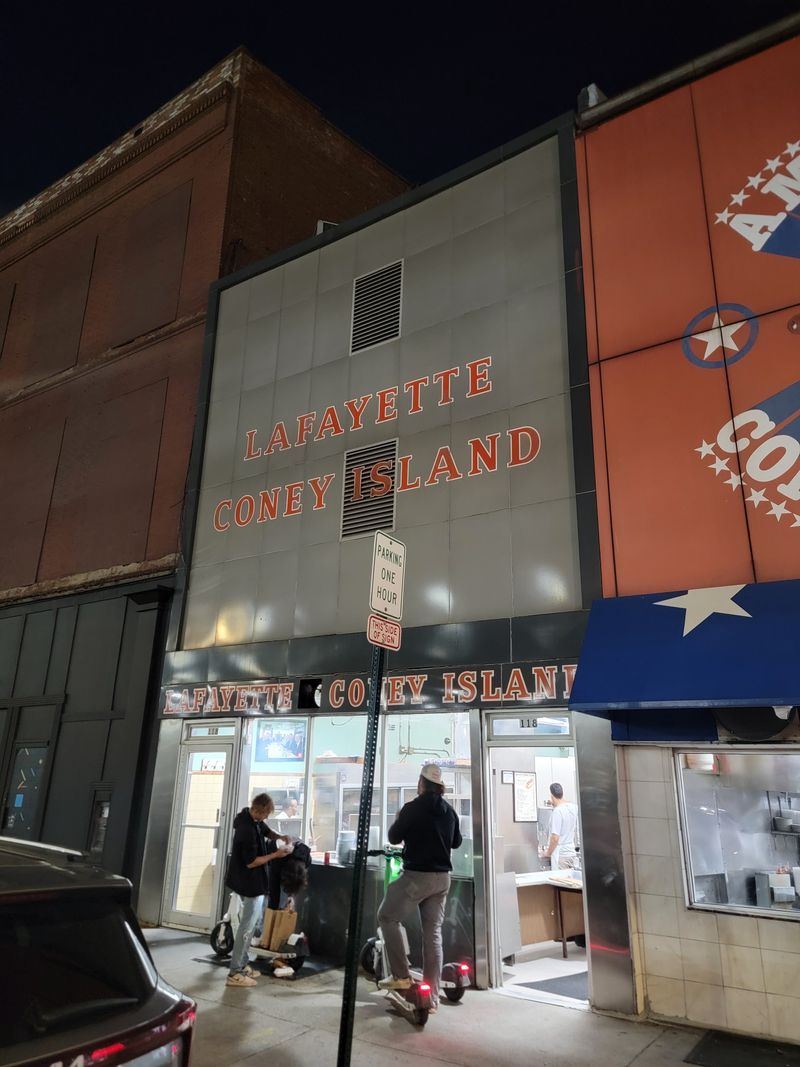 LAFAYETTE
CONEY ISLAND
PARKING
ONE
HOUR
THIS SIDE
OF SIGN
LAFAYETTE CONEY ISLAND
118